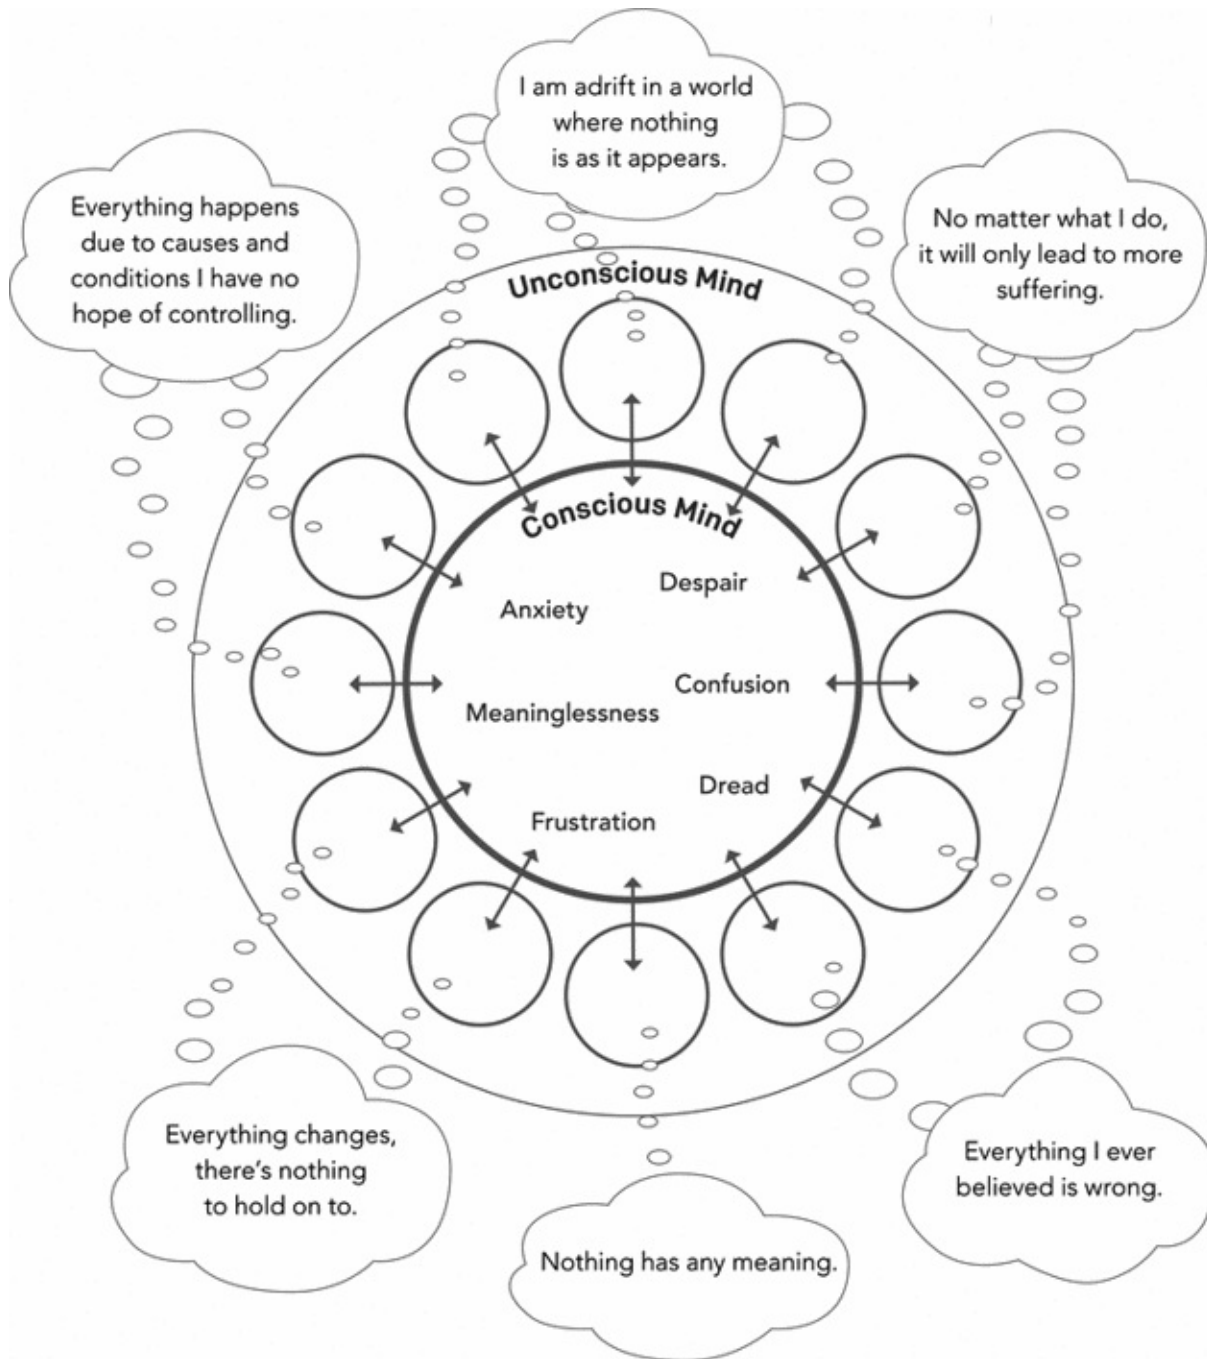 I am adrift in a world
where nothing
is as it appears.
Everything happens
due to causes and
conditions I have no
hope of controlling.
No matter what I do,
it will only lead to more
suffering.
Unconscious Mind
Conscious Mind
Despair
Anxiety
Confusion
Meaninglessness
Dread
Frustration
Everything changes,
there's nothing
to hold on to.
Everything I ever
believed is wrong.
Nothing has any meaning.